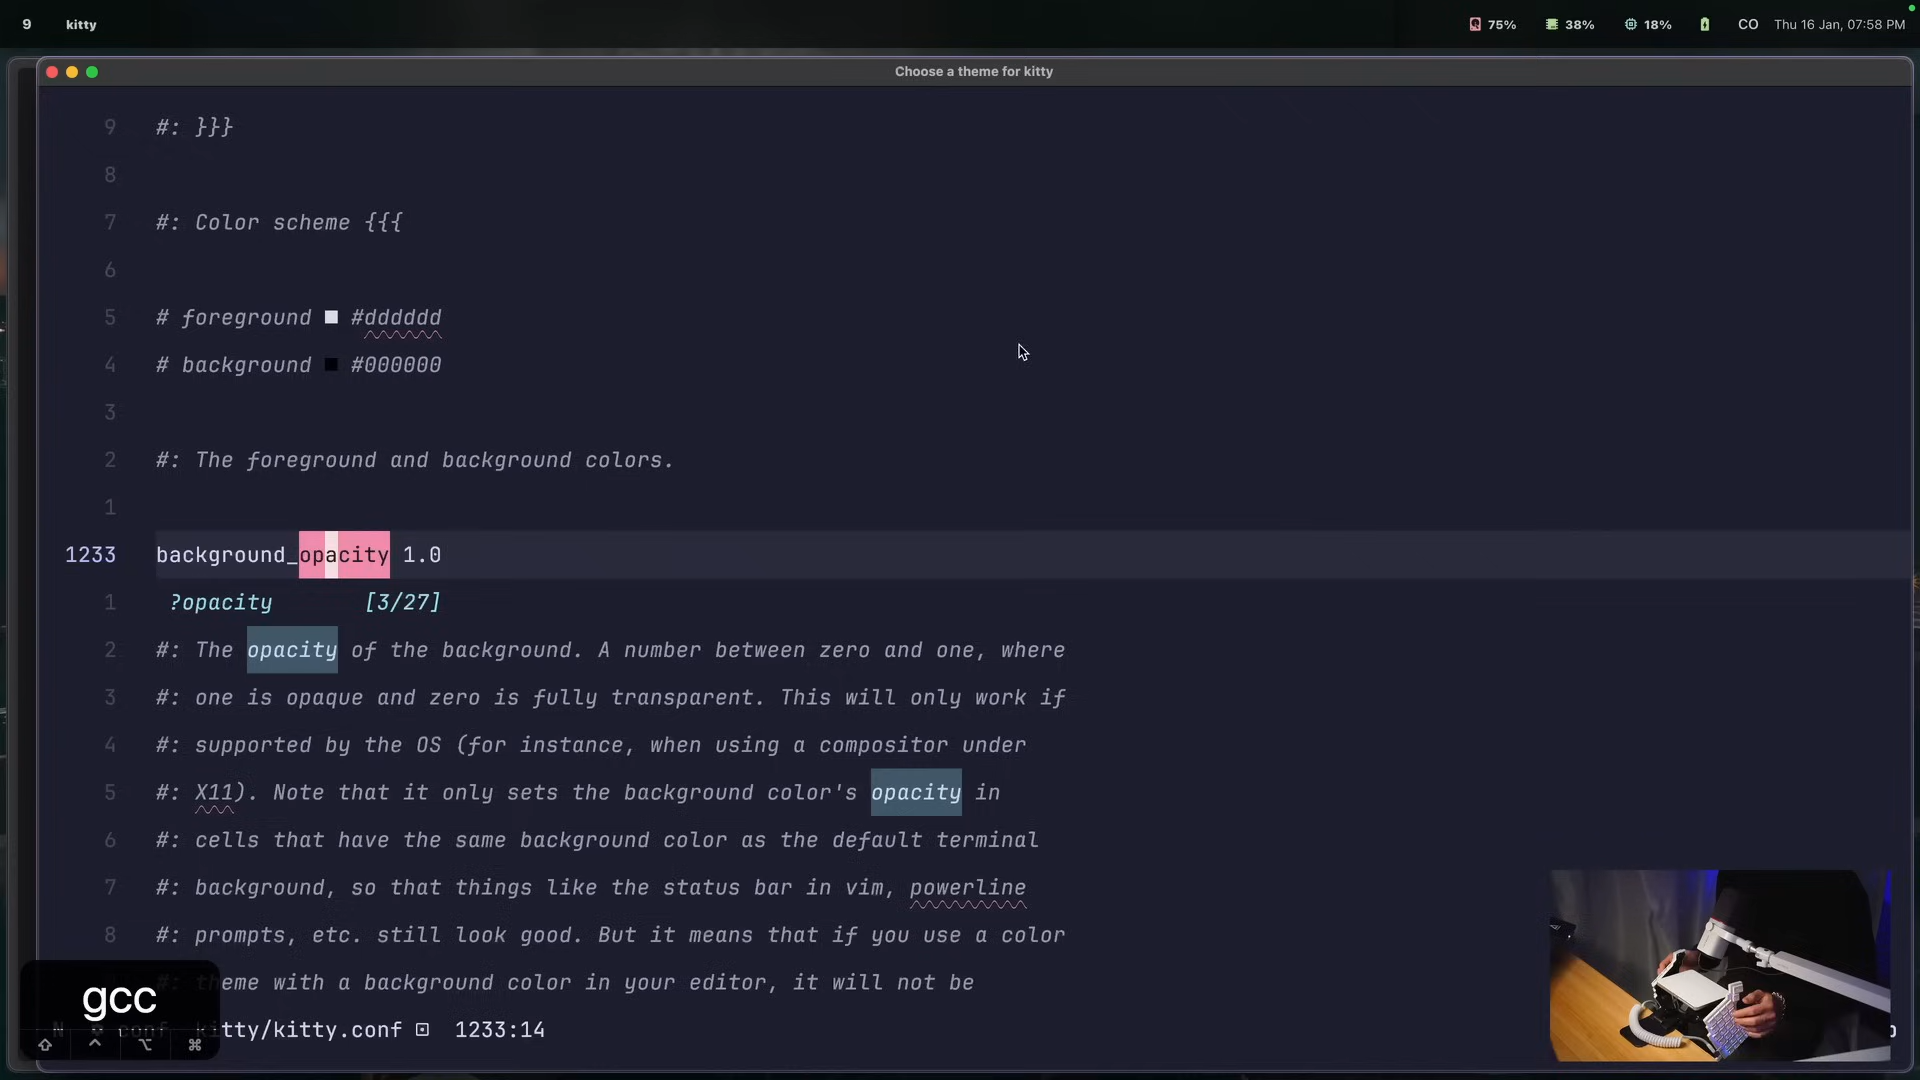 9 kitty 75% 38% 18% CO Thu 16 Jan, 07:58 PM
Choose a theme for kitty
9 #: }}}
8
7 #: Color scheme {{{
6
5 # foreground #dddddd
4 # background #000000
3
2 #: The foreground and background colors.
1
1233 background_opacity 1.0
1 ?opacity [3/27]
2 #: The opacity of the background. A number between zero and one, where
3 #: one is opaque and zero is fully transparent. This will only work if
4 #: supported by the OS (for instance, when using a compositor under
5 #: X11). Note that it only sets the background color's opacity in
6 #: cells that have the same background color as the default terminal
7 #: background, so that things like the status bar in vim, powerline
8 #: prompts, etc. still look good. But it means that if you use a color
#: theme with a background color in your editor, it will not be
gcc
N conf kitty/kitty.conf 1233:14